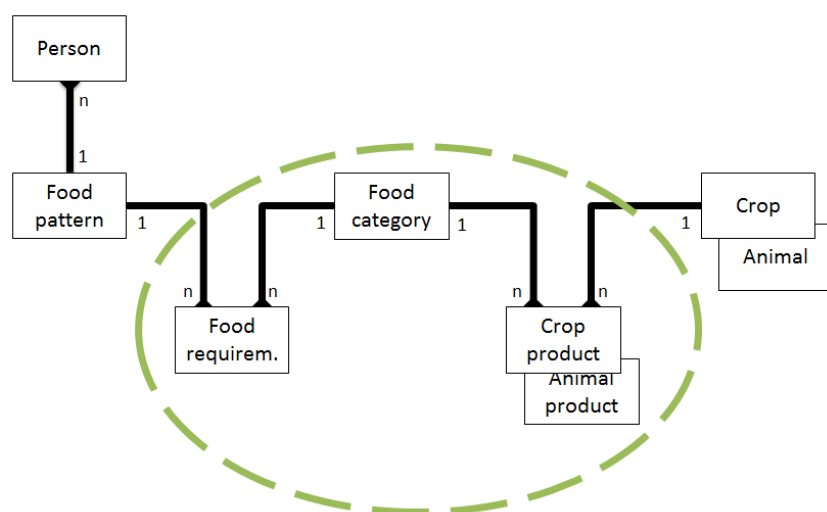 Person
n
1
Food
pattern
1
Food
category
1
1
Crop
1
Animal
n
n
n
n
Food
requirem.
Crop
product
Animal
product